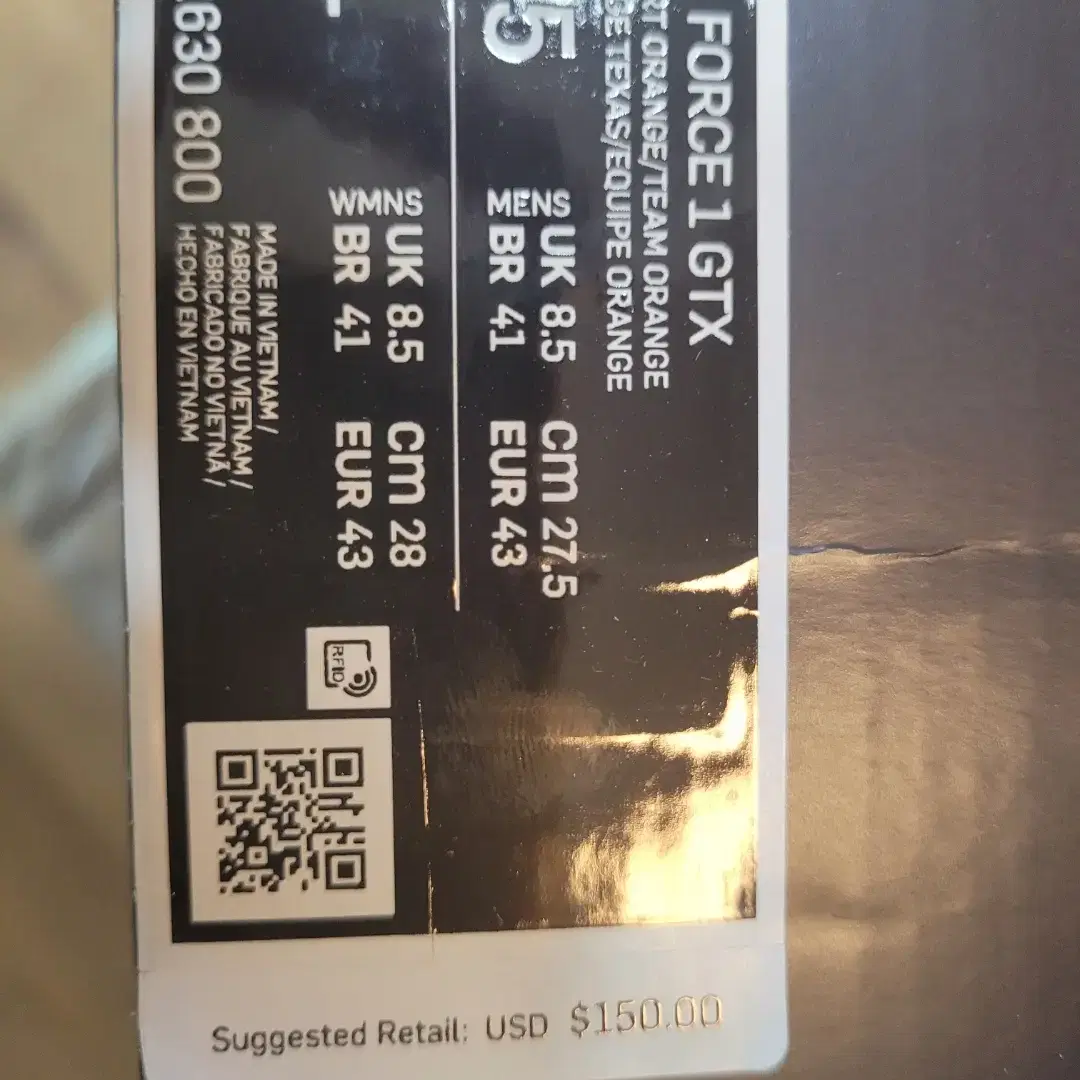 FORCE 1 GTX
ORANGE/TEAM ORANGE
TEXAS/EQUIPE ORANGE
MENS
UK 8.5 cm 27.5
BR 41 EUR 43
WMNS
UK 8.5 cm 28
BR 41 EUR 43
RFID
MADE IN VIETNAM /
FABRIQUE AU VIETNAM /
FABRICADO NO VIETNÃ /
HECHO EN VIETNAM
630 800
Suggested Retail: USD $150.00